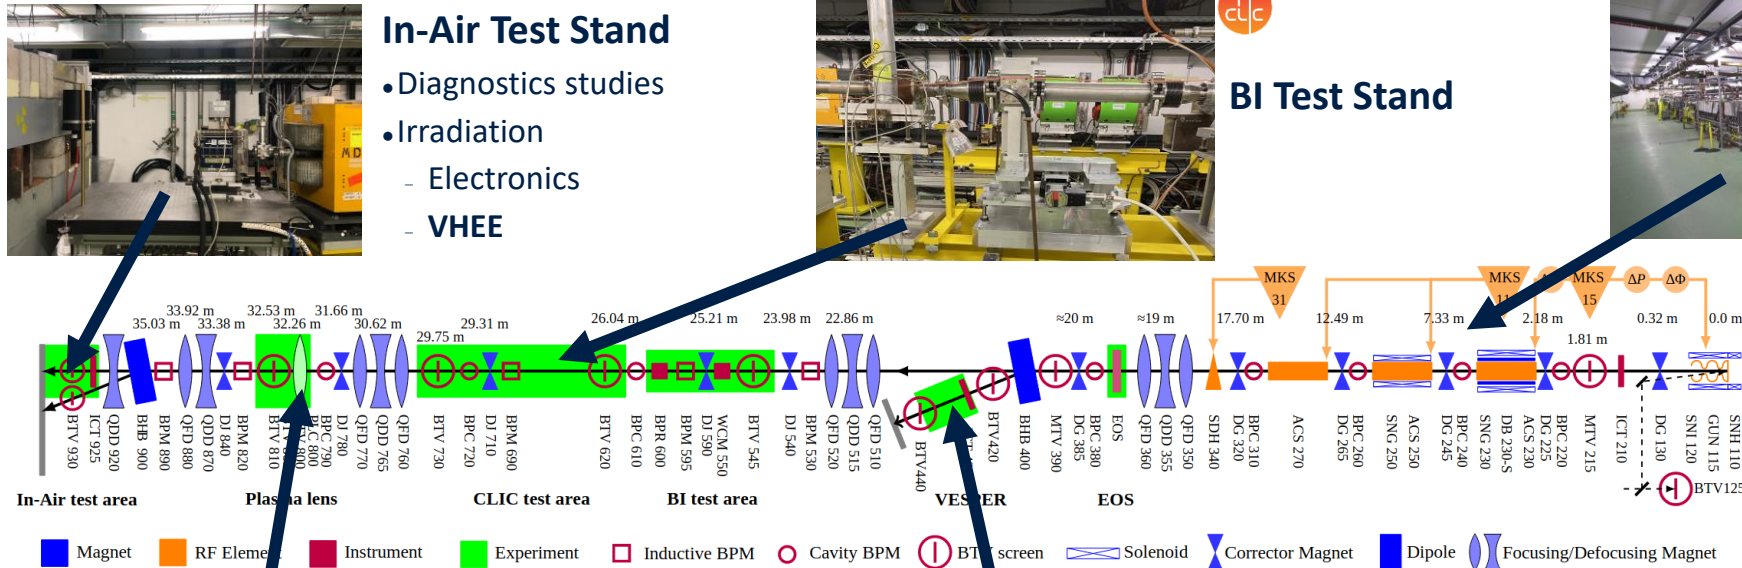 In-Air Test Stand
•Diagnostics studies
•Irradiation
- Electronics
- VHEE
clic
BI Test Stand
MKS 31
MKS
MKS 15
ΔP
ΔΦ
35.03 m
33.92 m
33.38 m
32.53 m
32.26 m
31.66 m
30.62 m
29.75 m
29.31 m
26.04 m
25.21 m
23.98 m
22.86 m
≈20 m
≈19 m
17.70 m
12.49 m
7.33 m
2.18 m
1.81 m
0.32 m
0.0 m
BTV 930
ICT 925
QDD 920
BHB 900
BPM 890
QFD 880
QDD 870
DJ 840
BPM 820
BTV 810
PLC 800
BPC 790
DJ 780
QFD 770
QDD 765
QFD 760
BTV 730
BPC 720
DJ 710
BPM 690
BTV 620
BPC 610
BPR 600
BPM 595
DJ 590
WCM 550
BTV 545
DJ 540
BPM 530
QFD 520
QDD 515
QFD 510
BTV440
BTV420
BHB 400
MTV 390
DG 385
BPC 380
EOS
QFD 360
QDD 355
QFD 350
SDH 340
DG 320
BPC 310
ACS 270
DG 265
BPC 260
SNG 250
ACS 250
DG 245
BPC 240
SNG 230
DB 230-S
ACS 230
DG 225
BPC 220
MTV 215
ICT 210
DG 130
SNI 120
GUN 115
SNH 110
BTV125
In-Air test area
Plasma lens
CLIC test area
BI test area
VESPER
EOS
Magnet
RF Element
Instrument
Experiment
Inductive BPM
Cavity BPM
BTV screen
Solenoid
Corrector Magnet
Dipole
Focusing/Defocusing Magnet